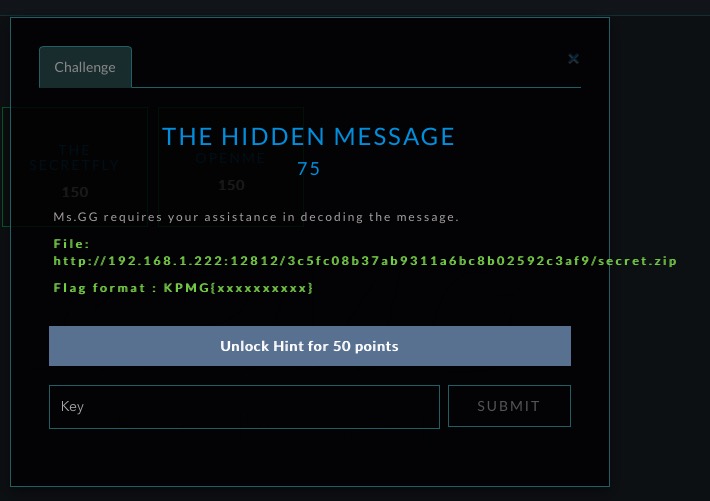 Challenge
×
THE HIDDEN MESSAGE
75
THE
SECRETFLY
150
OPENME
150
Ms.GG requires your assistance in decoding the message.
File:
http://192.168.1.222:12812/3c5fc08b37ab9311a6bc8b02592c3af9/secret.zip
Flag format : KPMG{xxxxxxxxxx}
Unlock Hint for 50 points
Key
SUBMIT